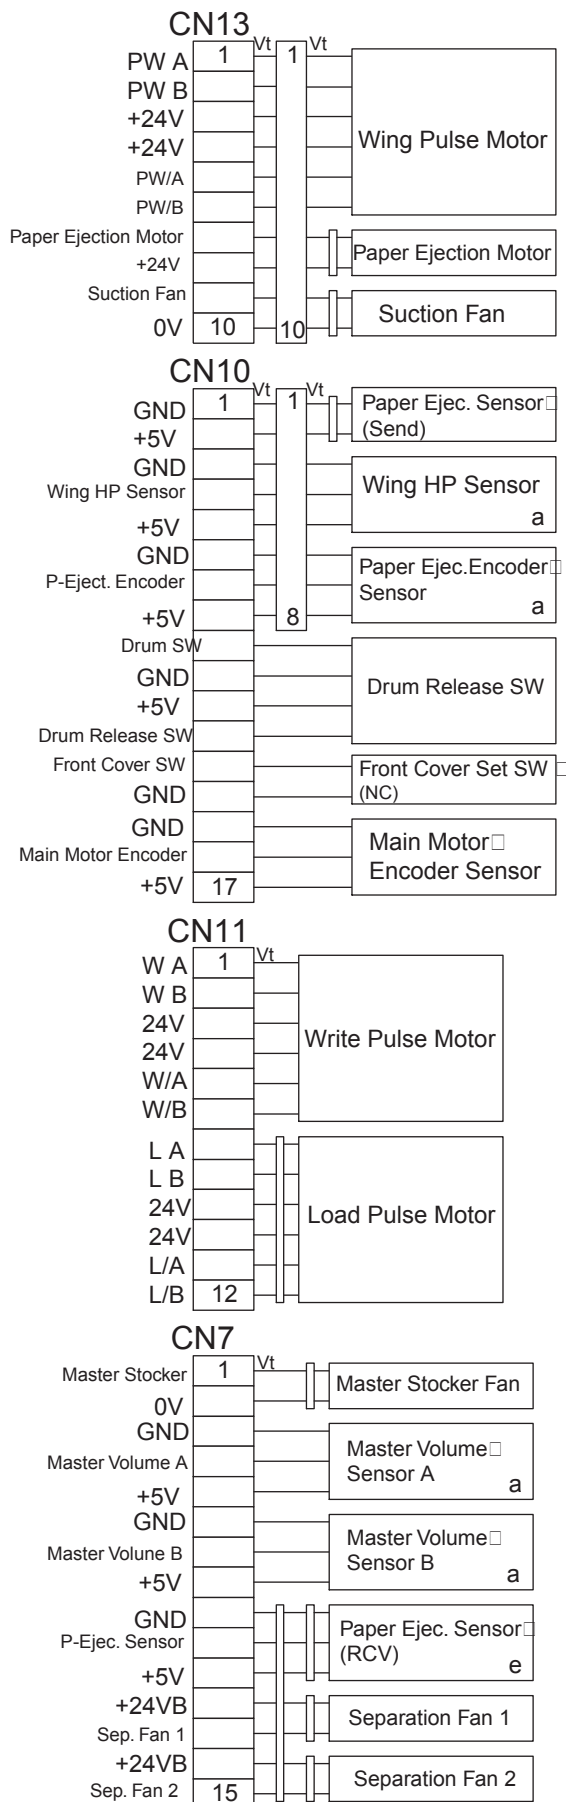 CN13
PW A 1 Vt 1 Vt
PW B
+24V
+24V
Wing Pulse Motor
PW/A
PW/B
Paper Ejection Motor
Paper Ejection Motor
+24V
Suction Fan
Suction Fan
0V 10 10
CN10
GND 1 Vt 1 Vt Paper Ejec. Sensor□
+5V (Send)
GND
Wing HP Sensor Wing HP Sensor
+5V a
GND Paper Ejec.Encoder□
P-Eject. Encoder Sensor
+5V 8 a
Drum SW
GND
Drum Release SW
+5V
Drum Release SW
Front Cover SW Front Cover Set SW □
GND (NC)
GND
Main Motor□
Main Motor Encoder
Encoder Sensor
+5V 17
CN11
W A 1 Vt
W B
24V
Write Pulse Motor
24V
W/A
W/B
L A
L B
24V
Load Pulse Motor
24V
L/A
L/B 12
CN7
Master Stocker 1 Vt
Master Stocker Fan
0V
GND
Master Volume□
Master Volume A
Sensor A
+5V a
GND
Master Volume□
Master Volune B
Sensor B
+5V a
GND Paper Ejec. Sensor□
P-Ejec. Sensor (RCV)
+5V e
+24VB
Separation Fan 1
Sep. Fan 1
+24VB
Separation Fan 2
Sep. Fan 2 15